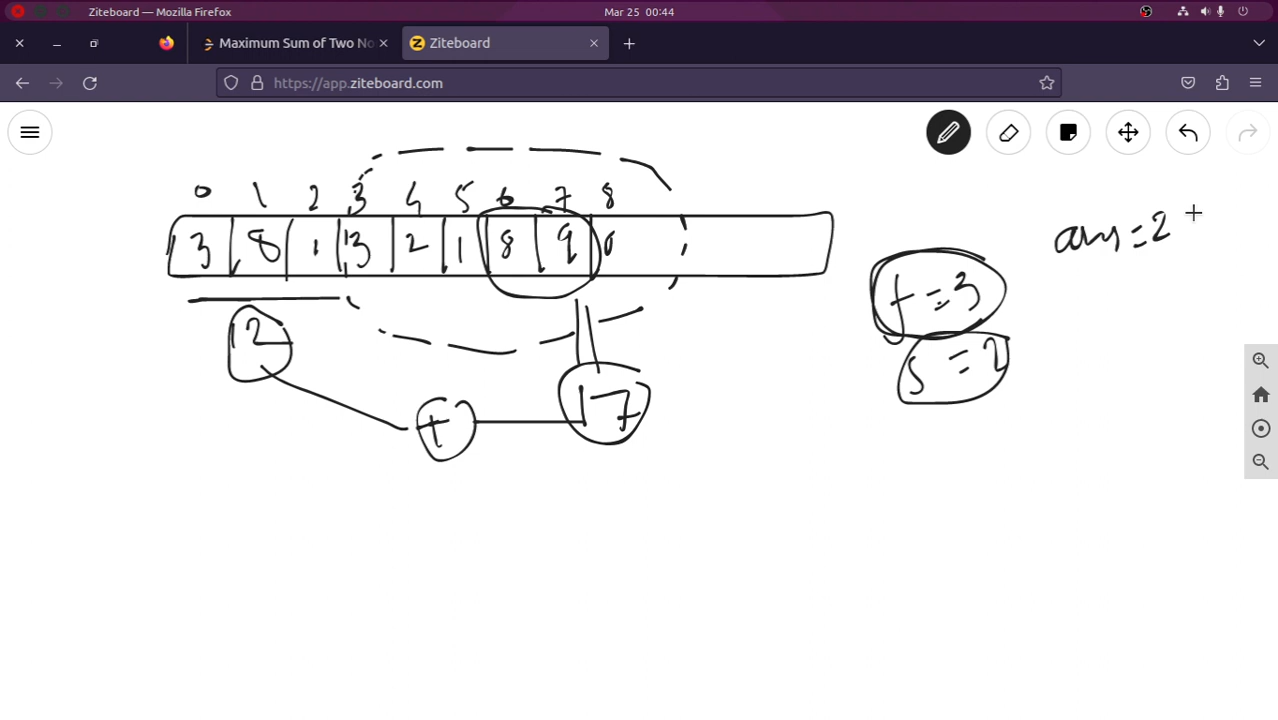 Ziteboard — Mozilla Firefox
Mar 25 00:44
Maximum Sum of Two No
Ziteboard
https://app.ziteboard.com
0 1 2 3 4 5 6 7 8
3 8 1 3 2 1 8 9 0
ans = 2
f = 3
s = 2
12
+
17